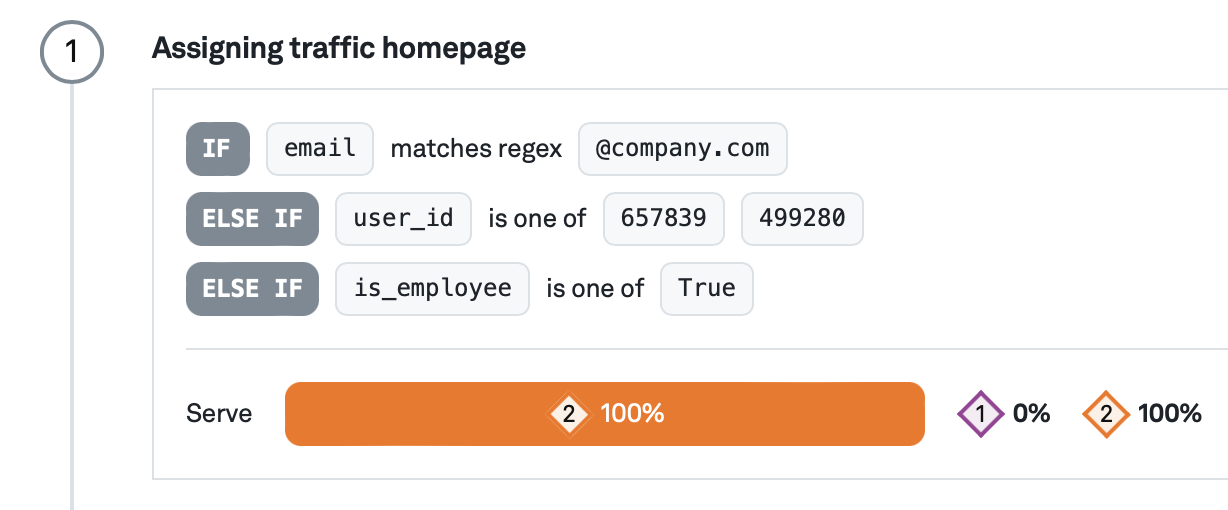 1 Assigning traffic homepage
IF email matches regex @company.com
ELSE IF user_id is one of 657839 499280
ELSE IF is_employee is one of True
Serve 2 100% 1 0% 2 100%